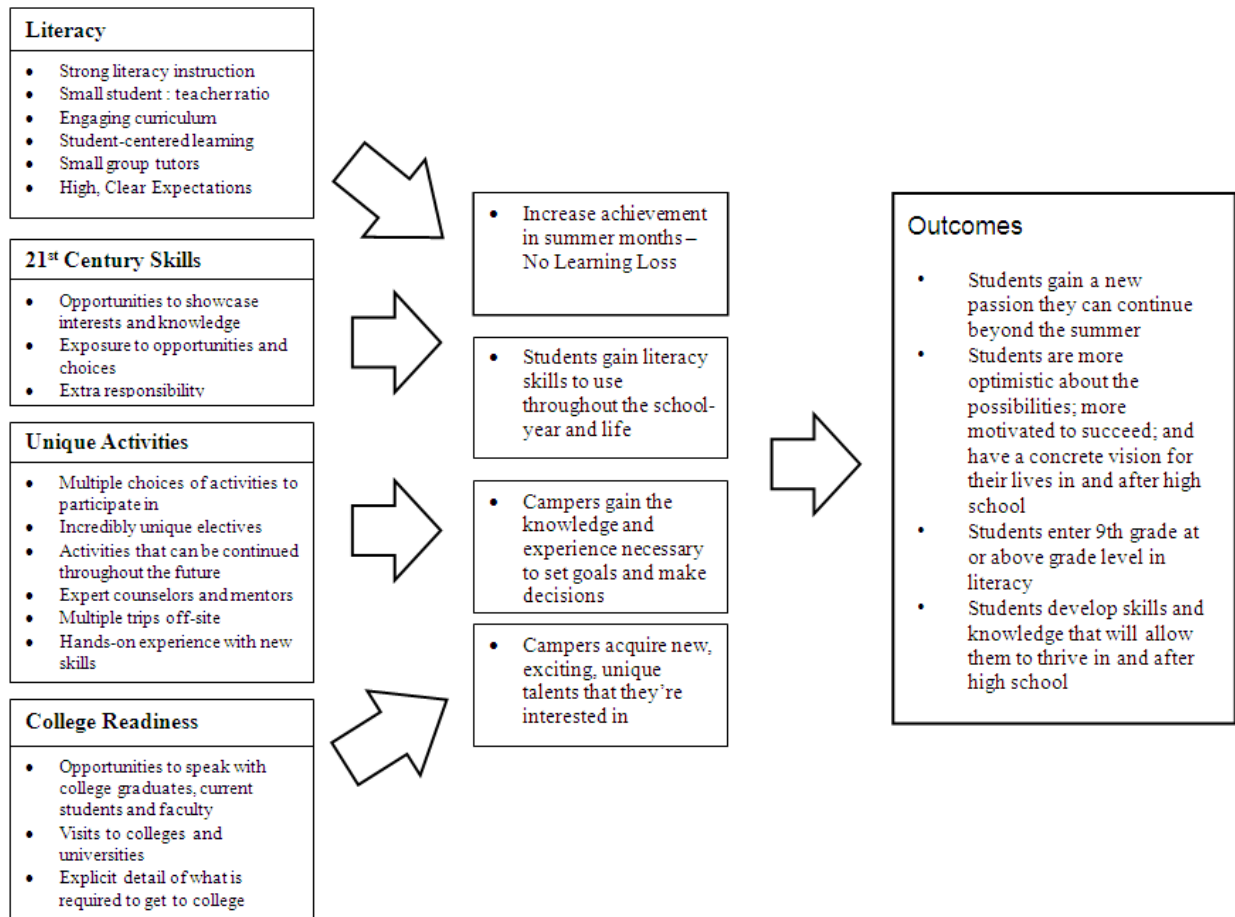 Literacy
• Strong literacy instruction
• Small student : teacher ratio
• Engaging curriculum
• Student-centered learning
• Small group tutors
• High, Clear Expectations
21st Century Skills
• Opportunities to showcase
interests and knowledge
• Exposure to opportunities and
choices
• Extra responsibility
Unique Activities
• Multiple choices of activities to
participate in
• Incredibly unique electives
• Activities that can be continued
throughout the future
• Expert counselors and mentors
• Multiple trips off-site
• Hands-on experience with new
skills
College Readiness
• Opportunities to speak with
college graduates, current
students and faculty
• Visits to colleges and
universities
• Explicit detail of what is
required to get to college
• Increase achievement
in summer months –
No Learning Loss
• Students gain literacy
skills to use
throughout the school-
year and life
• Campers gain the
knowledge and
experience necessary
to set goals and make
decisions
• Campers acquire new,
exciting, unique
talents that they’re
interested in
Outcomes
• Students gain a new
passion they can continue
beyond the summer
• Students are more
optimistic about the
possibilities; more
motivated to succeed; and
have a concrete vision for
their lives in and after high
school
• Students enter 9th grade at
or above grade level in
literacy
• Students develop skills and
knowledge that will allow
them to thrive in and after
high school